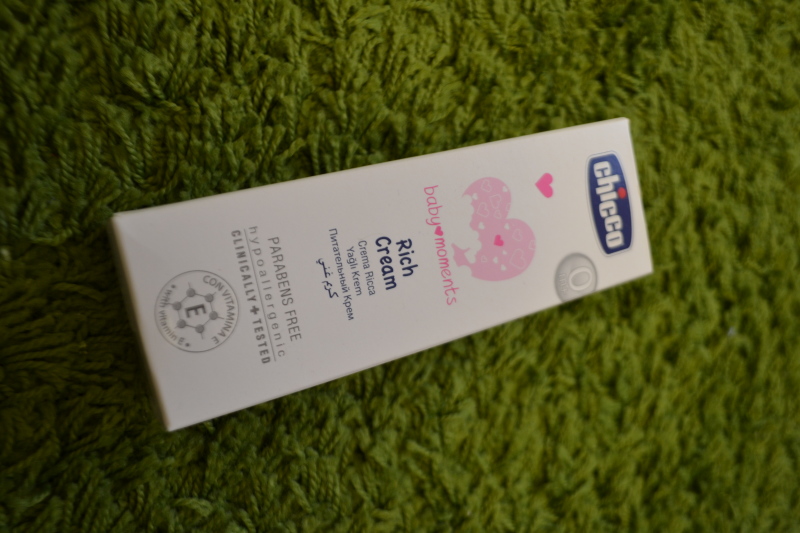 chicco
0
baby moments
Rich
Cream
Crema Ricca
Yağlı Krem
Питательный Крем
كريم غني
PARABENS FREE
hypoallergenic
CLINICALLY TESTED
CON VITAMINA E
E
with vitamin E